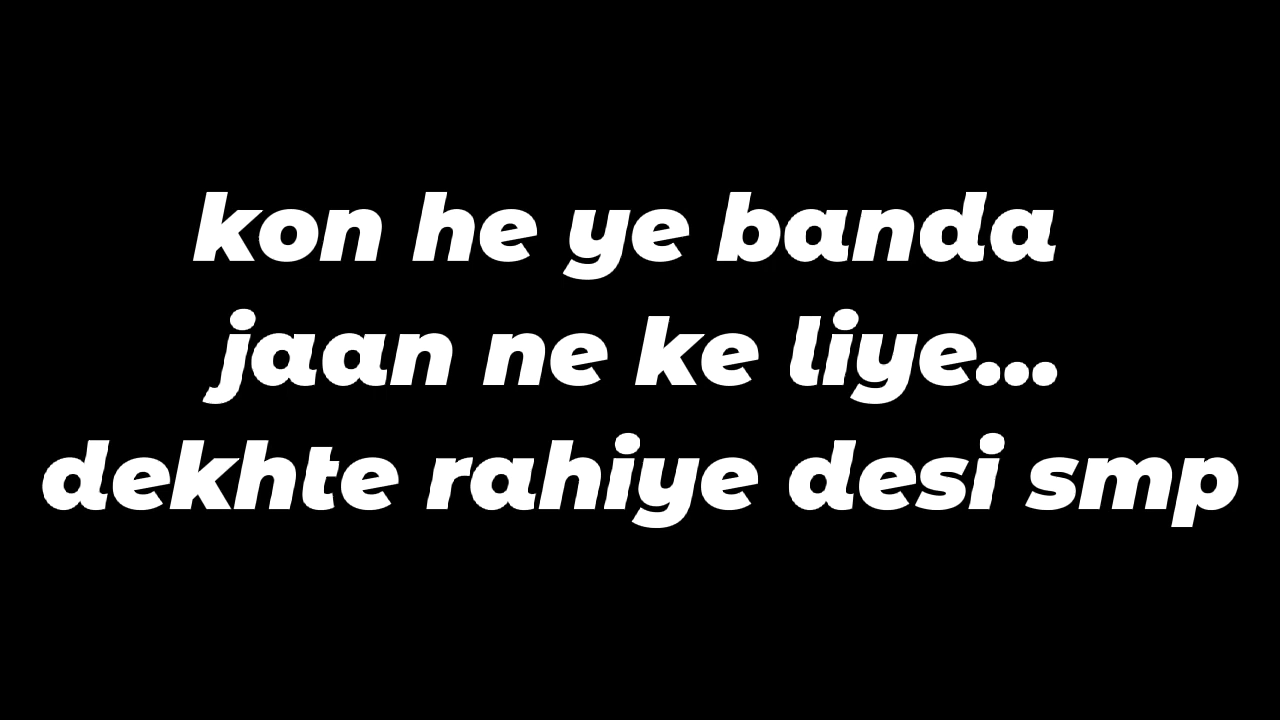 kon he ye banda
jaan ne ke liye...
dekhte rahiye desi smp